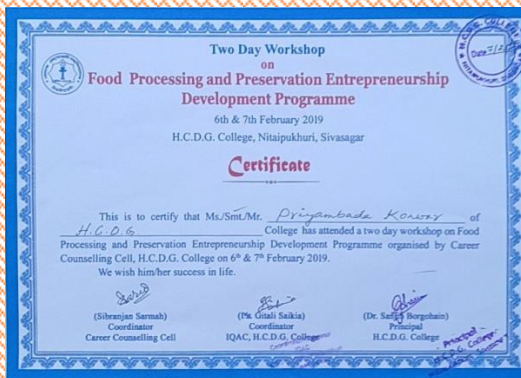 Two Day Workshop
on
Food Processing and Preservation Entrepreneurship
Development Programme
6th & 7th February 2019
H.C.D.G. College, Nitaipukhuri, Sivasagar
Certificate
This is to certify that Ms./Smt./Mr. Priyambada Konwar of
H.C.D.G College has attended a two day workshop on Food
Processing and Preservation Entrepreneurship Development Programme organised by Career
Counselling Cell, H.C.D.G. College on 6th & 7th February 2019.
We wish him/her success in life.
(Sibranjan Sarmah) (Ms. Gitali Saikia) (Dr. Borgohain)
Coordinator Coordinator Principal
Career Counselling Cell IQAC, H.C.D.G. College H.C.D.G. College
Principal
H.C.D.G. College